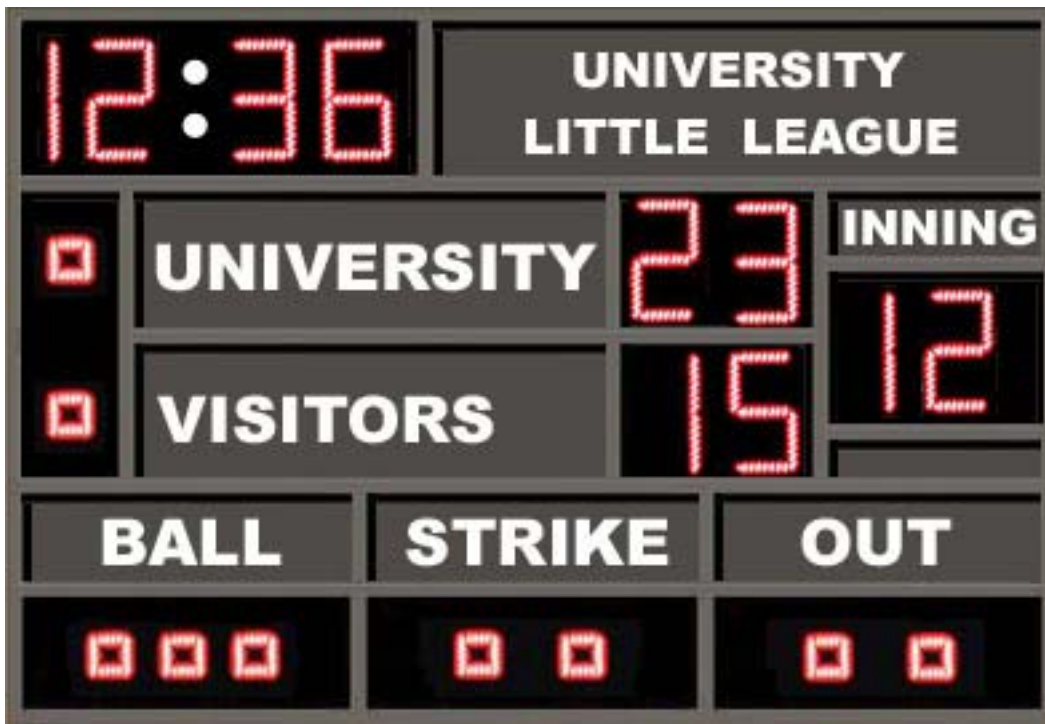 12:36
UNIVERSITY
LITTLE LEAGUE
UNIVERSITY 23
INNING
12
VISITORS 15
BALL STRIKE OUT